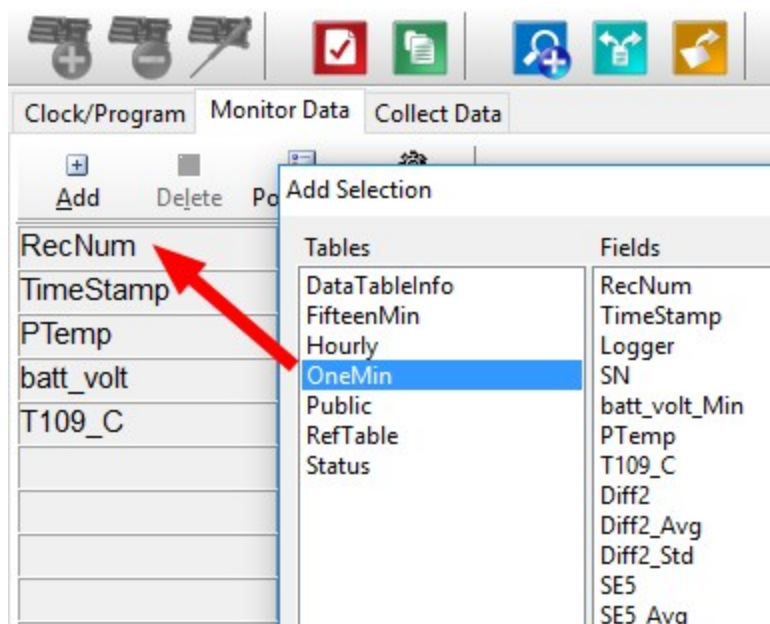 Clock/Program Monitor Data Collect Data
Add Delete Po
Add Selection
RecNum
TimeStamp
PTemp
batt_volt
T109_C
Tables
DataTableInfo
FifteenMin
Hourly
OneMin
Public
RefTable
Status
Fields
RecNum
TimeStamp
Logger
SN
batt_volt_Min
PTemp
T109_C
Diff2
Diff2_Avg
Diff2_Std
SE5
SE5_Avg